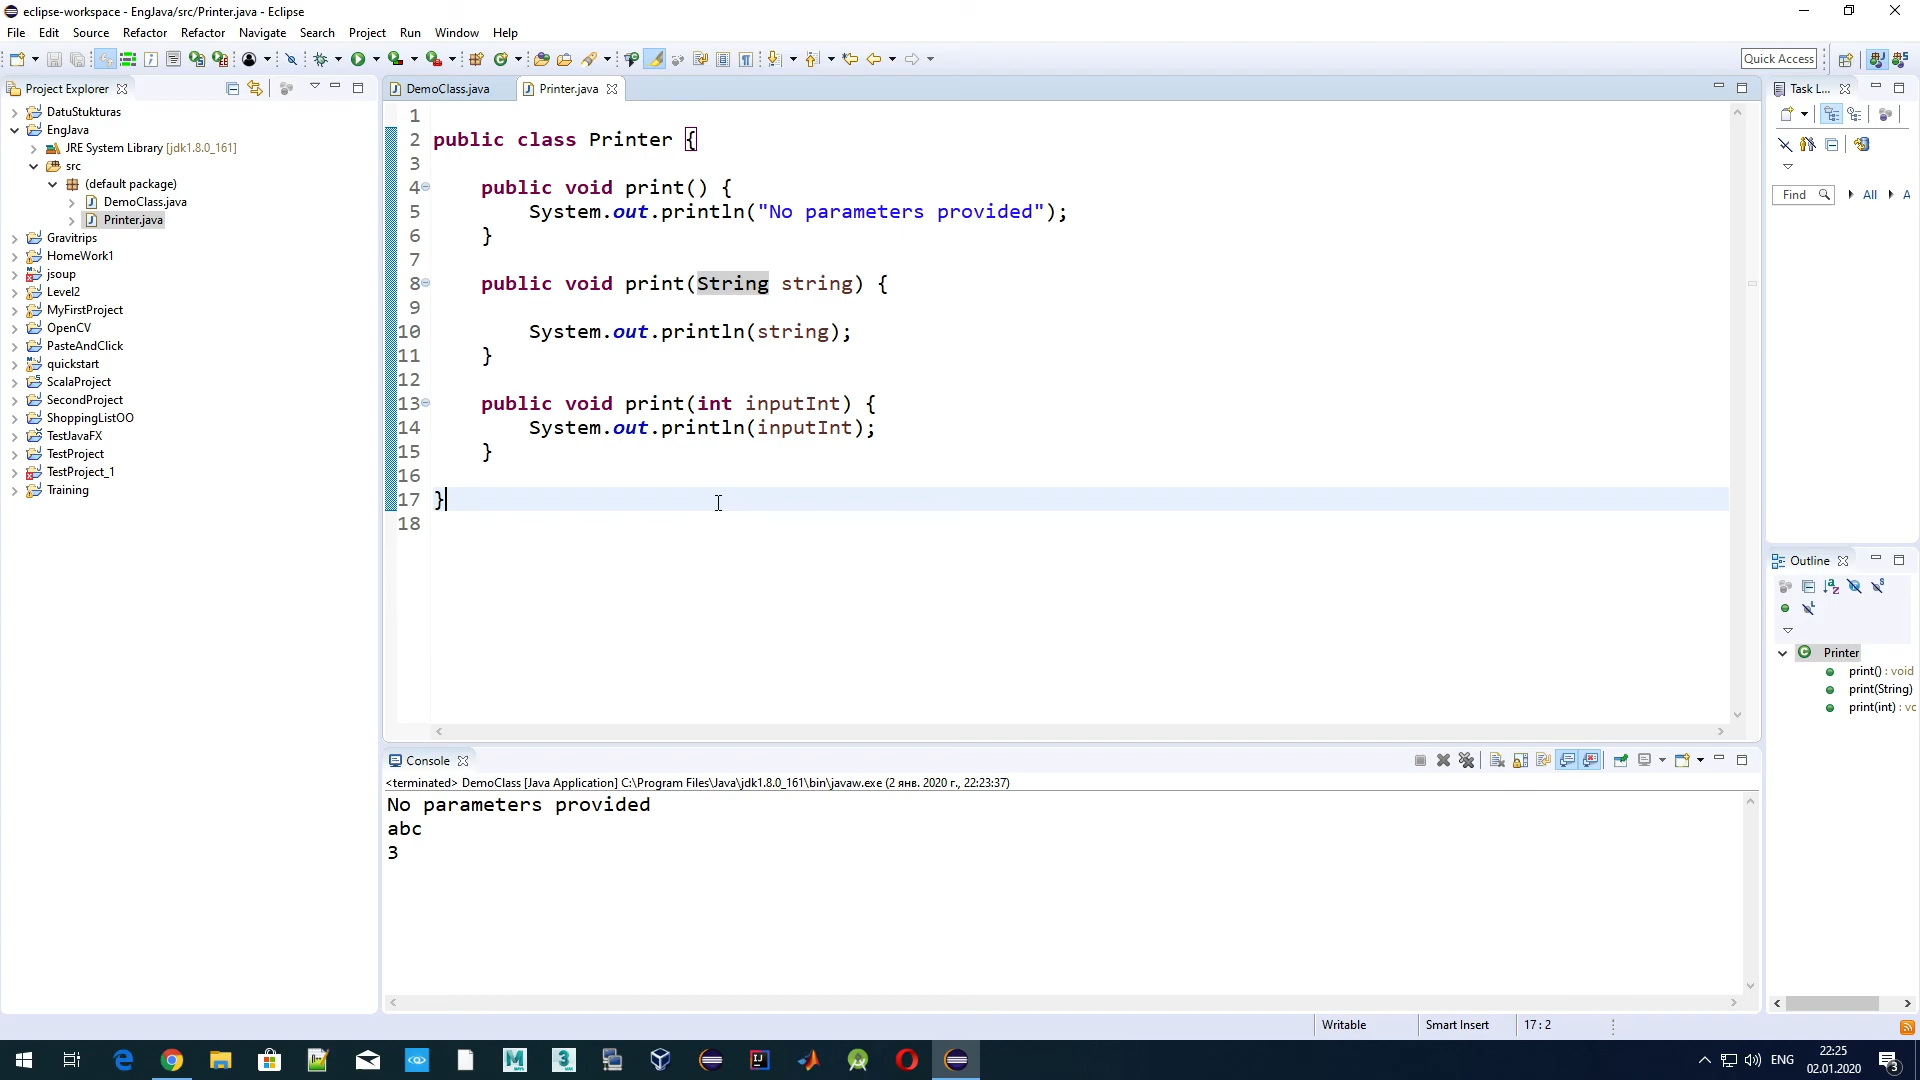 eclipse-workspace - EngJava/src/Printer.java - Eclipse
File Edit Source Refactor Refactor Navigate Search Project Run Window Help
Quick Access
Project Explorer
DatuStukturas
EngJava
JRE System Library [jdk1.8.0_161]
src
(default package)
DemoClass.java
Printer.java
Gravitrips
HomeWork1
jsoup
Level2
MyFirstProject
OpenCV
PasteAndClick
quickstart
ScalaProject
SecondProject
ShoppingListOO
TestJavaFX
TestProject
TestProject_1
Training
DemoClass.java Printer.java
1
2 public class Printer {
3
4 public void print() {
5 System.out.println("No parameters provided");
6 }
7
8 public void print(String string) {
9
10 System.out.println(string);
11 }
12
13 public void print(int inputInt) {
14 System.out.println(inputInt);
15 }
16
17 }
18
Task L...
Find All A
Outline
Printer
print() : void
print(String)
print(int) : vo
Console
<terminated> DemoClass [Java Application] C:\Program Files\Java\jdk1.8.0_161\bin\javaw.exe (2 янв. 2020 г., 22:23:37)
No parameters provided
abc
3
Writable Smart Insert 17 : 2
ENG
22:25
02.01.2020
3